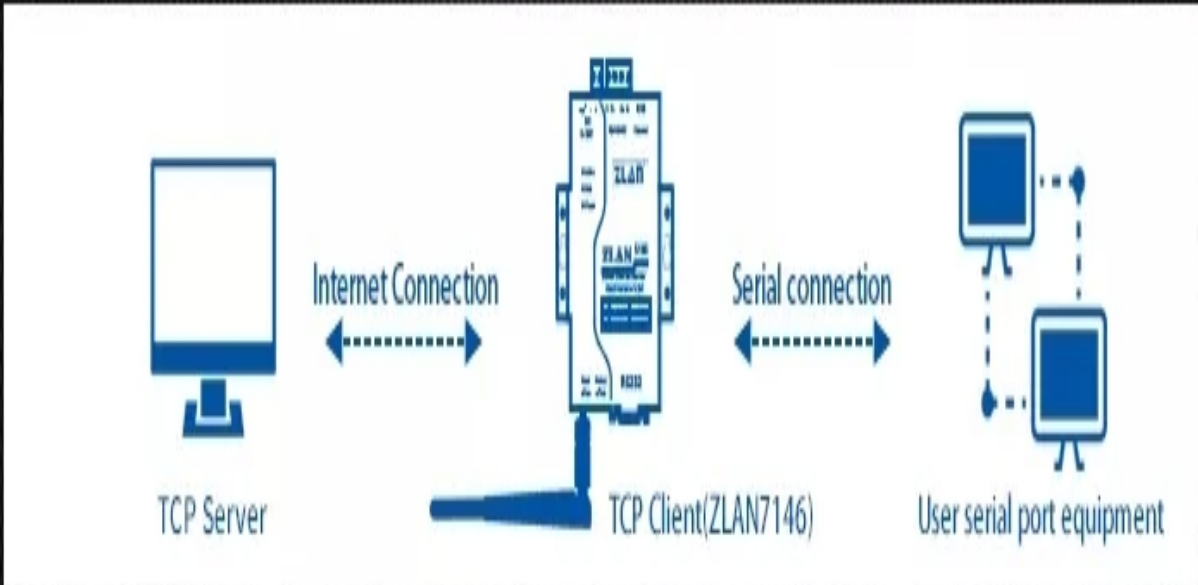 Internet Connection
Serial connection
ZLAN
ZLAN
RS232
TCP Server
TCP Client(ZLAN7146)
User serial port equipment